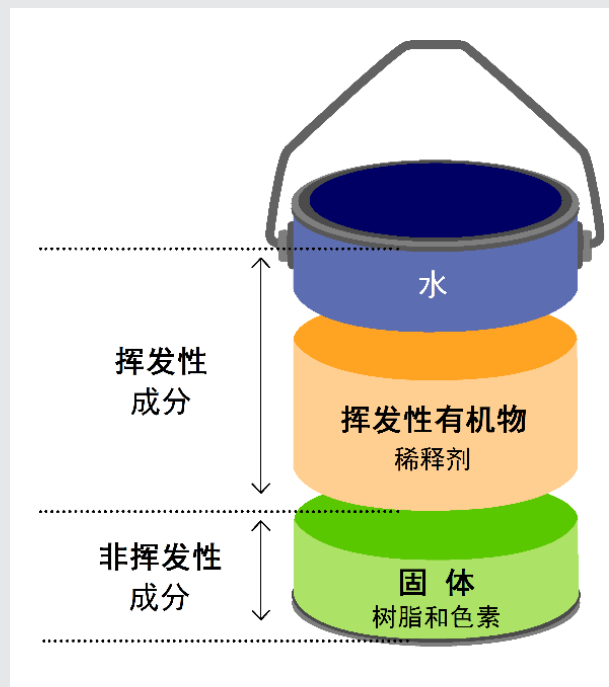 水
挥发性
成分
挥发性有机物
稀释剂
非挥发性
成分
固 体
树脂和色素